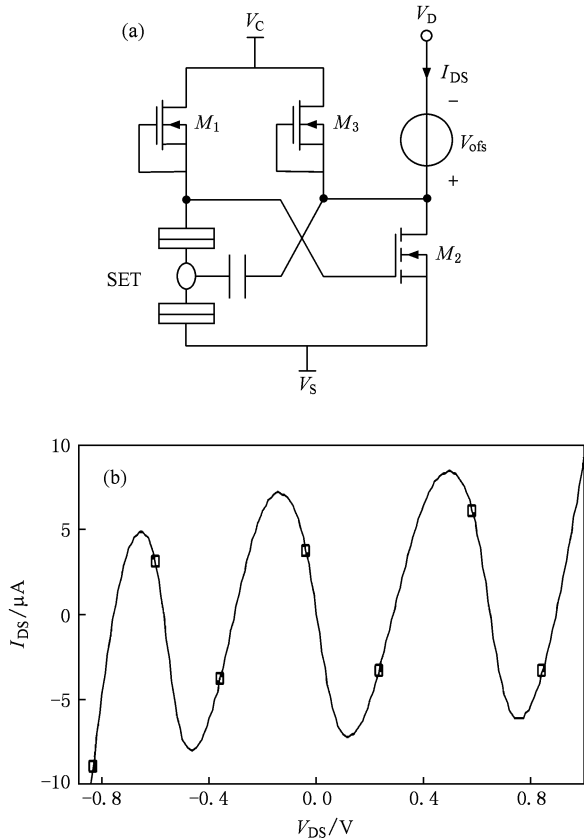 (a)
V_C
V_D
I_DS
M_1
M_3
−
V_ofs
+
SET
M_2
V_S
(b)
10
5
0
−5
−10
I_DS/μA
−0.8
−0.4
0.0
0.4
0.8
V_DS/V